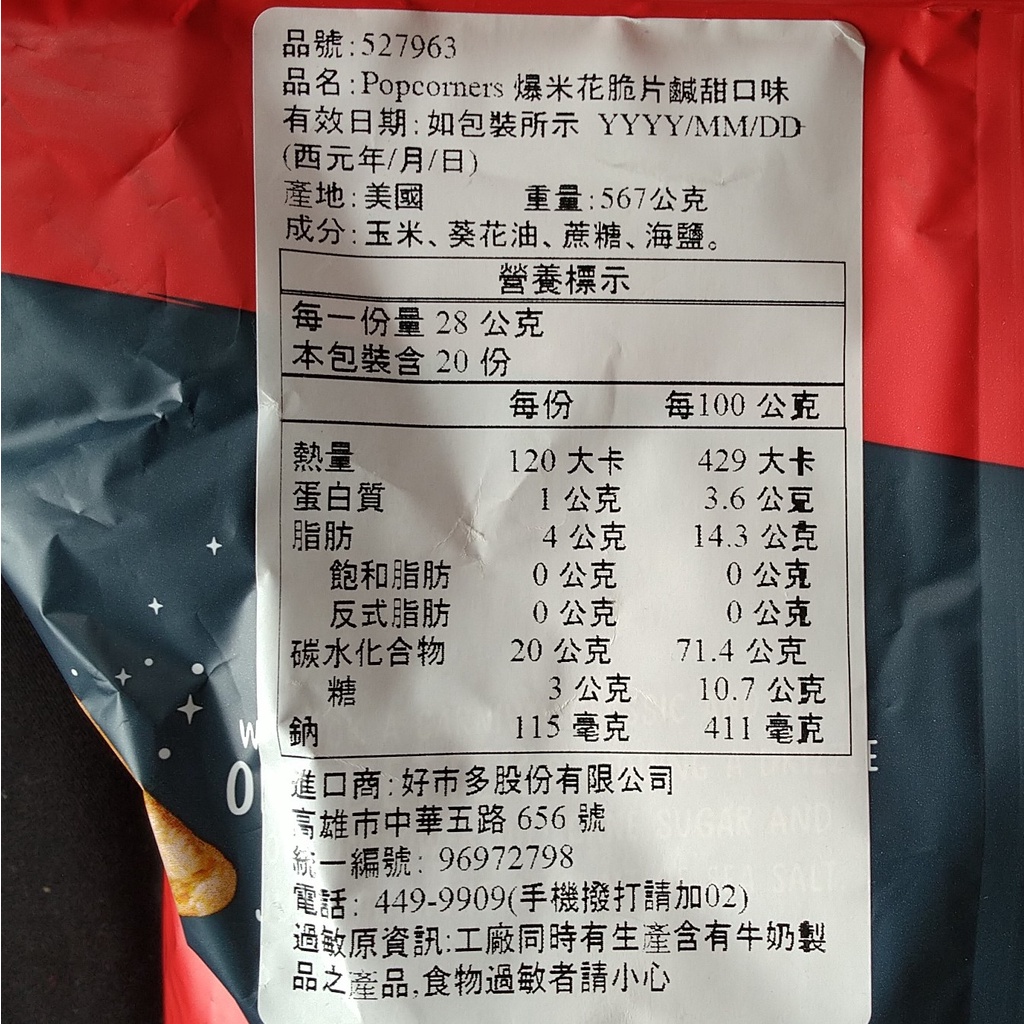 品號:527963
品名:Popcorners 爆米花脆片鹹甜口味
有效日期:如包裝所示 YYYY/MM/DD
(西元年/月/日)
產地:美國 重量:567公克
成分:玉米、葵花油、蔗糖、海鹽。
營養標示
每一份量 28 公克
本包裝含 20 份
每份 每100 公克
熱量 120 大卡 429 大卡
蛋白質 1 公克 3.6 公克
脂肪 4 公克 14.3 公克
飽和脂肪 0 公克 0 公克
反式脂肪 0 公克 0 公克
碳水化合物 20 公克 71.4 公克
糖 3 公克 10.7 公克
鈉 115 毫克 411 毫克
進口商:好市多股份有限公司
高雄市中華五路 656 號
統一編號: 96972798
電話: 449-9909(手機撥打請加02)
過敏原資訊:工廠同時有生產含有牛奶製
品之產品,食物過敏者請小心
SUGAR AND
SALT